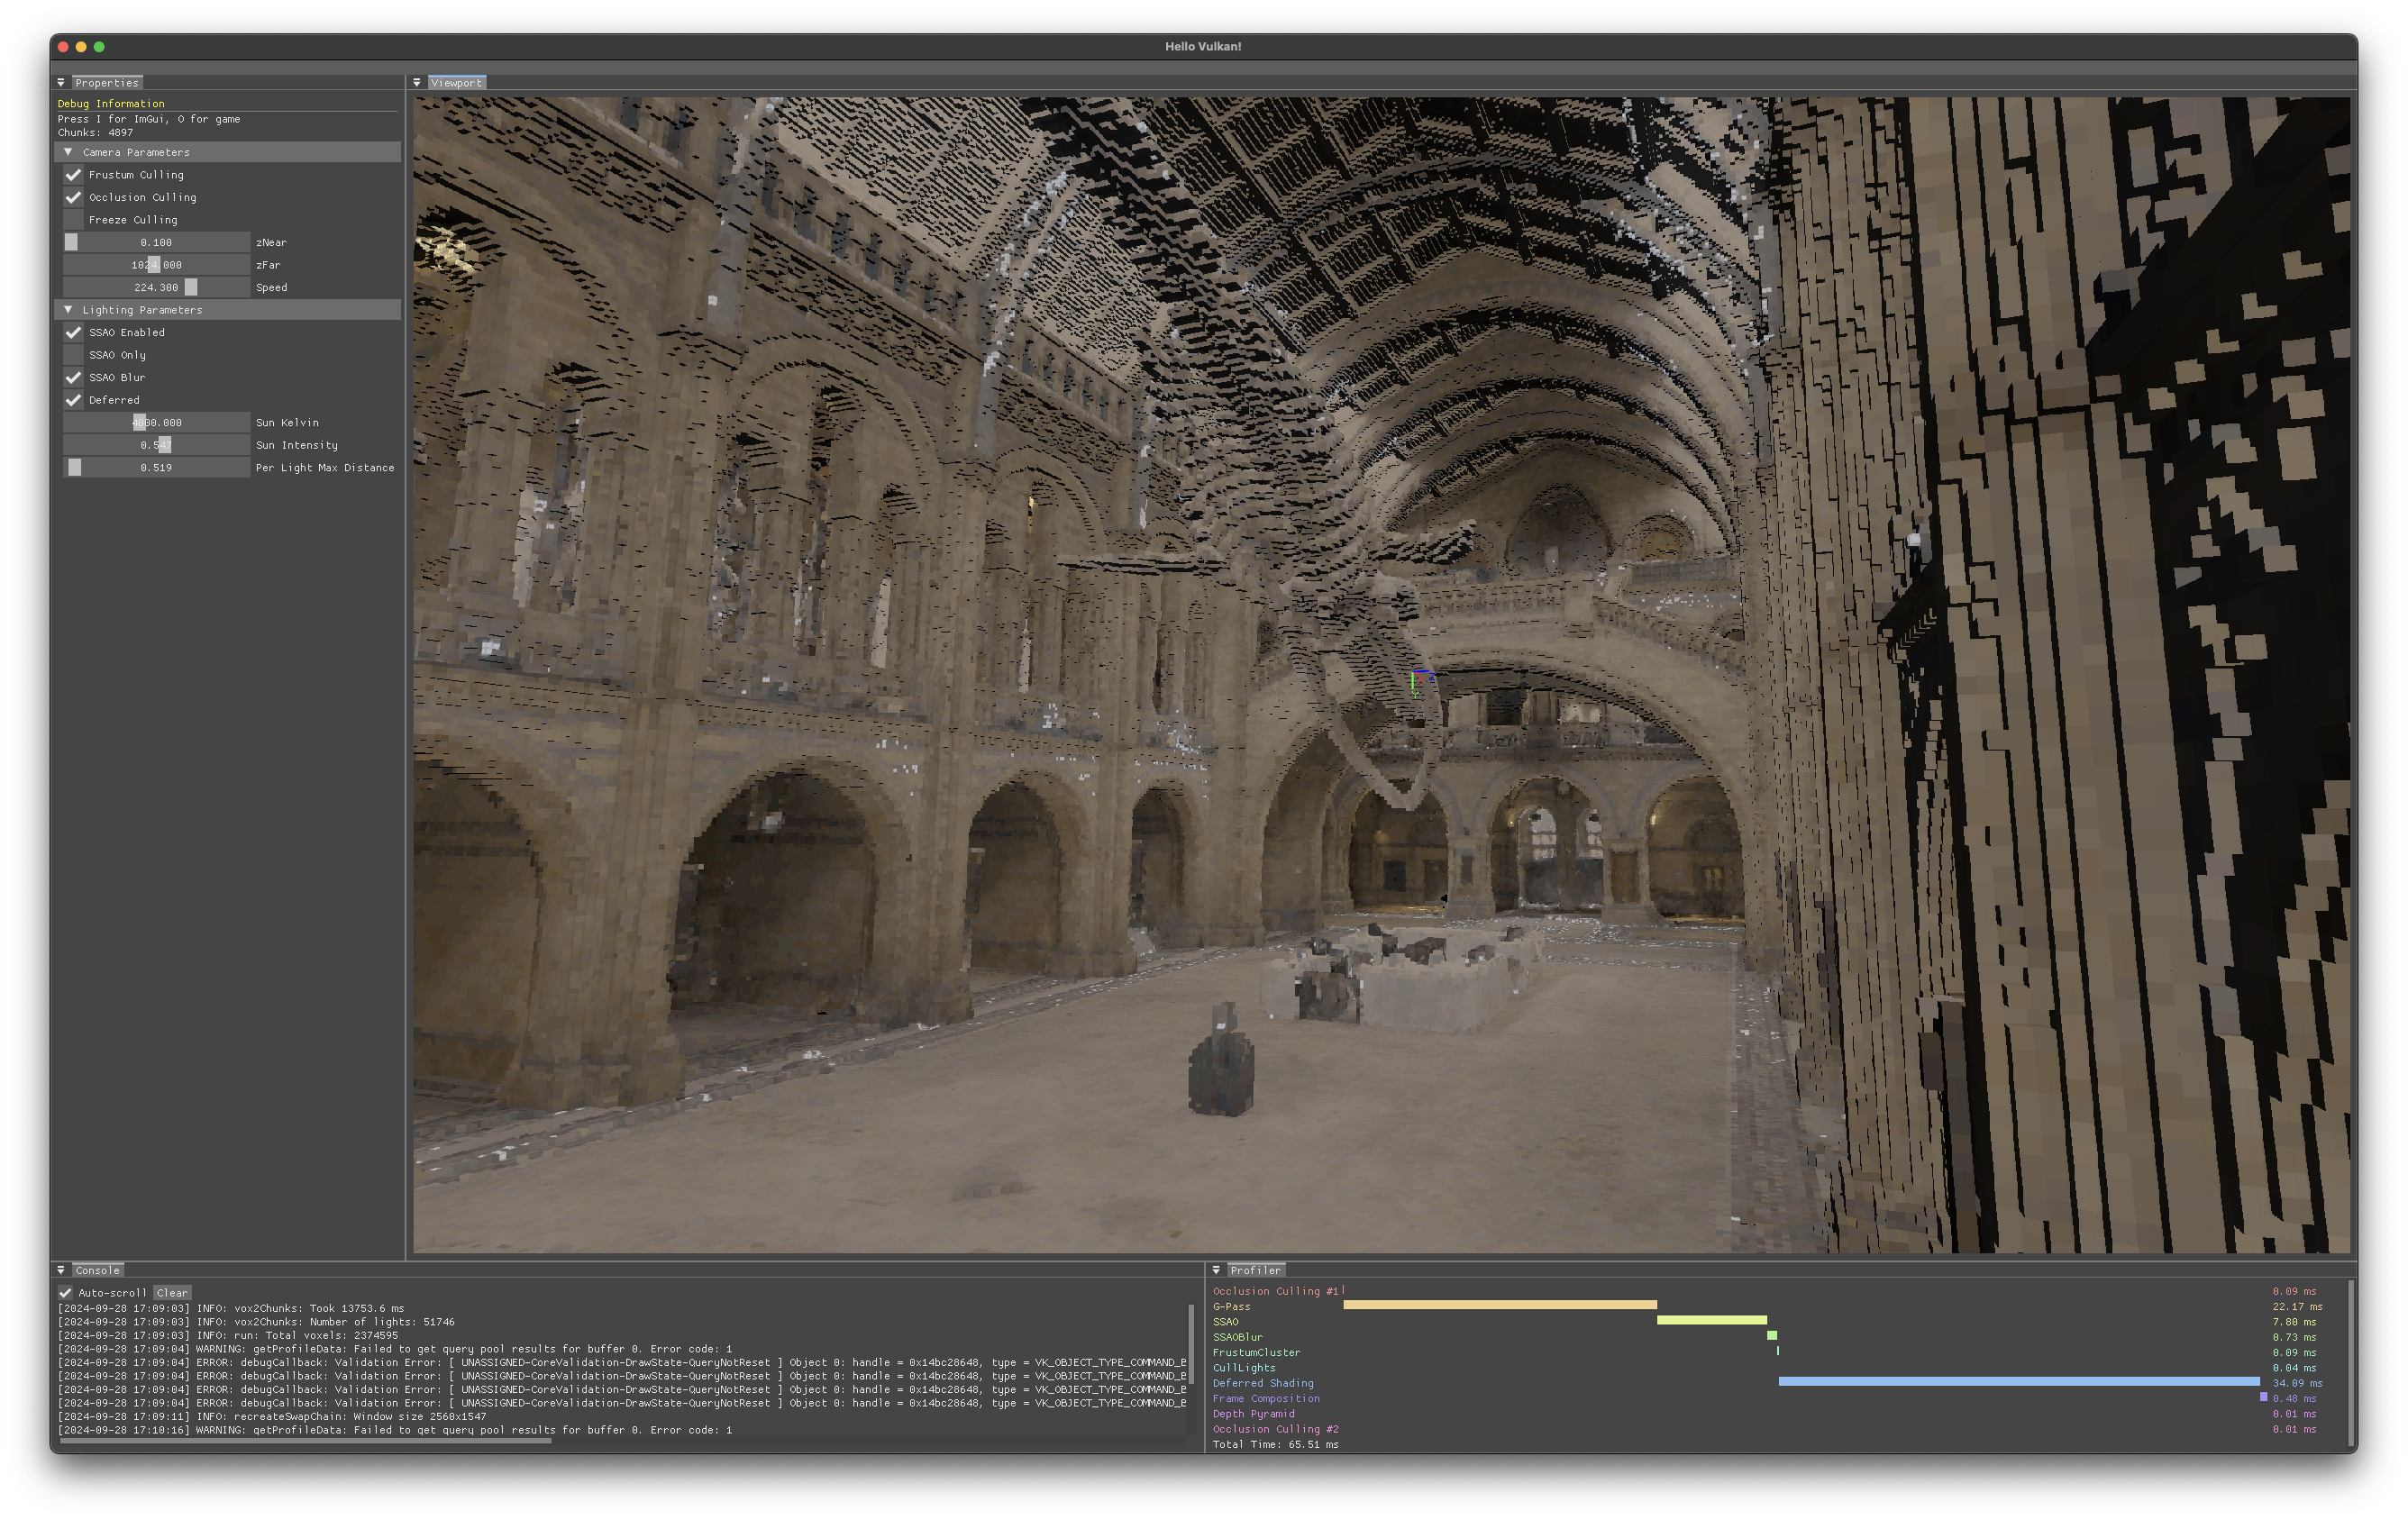 Hello Vulkan!
Properties
Debug Information
Press I for ImGui, O for game
Chunks: 4897
Camera Parameters
Frustum Culling
Occlusion Culling
Freeze Culling
0.100 zNear
1024.000 zFar
224.300 Speed
Lighting Parameters
SSAO Enabled
SSAO Only
SSAO Blur
Deferred
4000.000 Sun Kelvin
0.547 Sun Intensity
0.519 Per Light Max Distance
Viewport
Console
Auto-scroll Clear
[2024-09-28 17:09:03] INFO: vox2Chunks: Took 13753.6 ms
[2024-09-28 17:09:03] INFO: vox2Chunks: Number of lights: 51746
[2024-09-28 17:09:03] INFO: run: Total voxels: 2374595
[2024-09-28 17:09:04] WARNING: getProfileData: Failed to get query pool results for buffer 0. Error code: 1
[2024-09-28 17:09:04] ERROR: debugCallback: Validation Error: [ UNASSIGNED-CoreValidation-DrawState-QueryNotReset ] Object 0: handle = 0x14bc28648, type = VK_OBJECT_TYPE_COMMAND_B
[2024-09-28 17:09:04] ERROR: debugCallback: Validation Error: [ UNASSIGNED-CoreValidation-DrawState-QueryNotReset ] Object 0: handle = 0x14bc28648, type = VK_OBJECT_TYPE_COMMAND_B
[2024-09-28 17:09:04] ERROR: debugCallback: Validation Error: [ UNASSIGNED-CoreValidation-DrawState-QueryNotReset ] Object 0: handle = 0x14bc28648, type = VK_OBJECT_TYPE_COMMAND_B
[2024-09-28 17:09:04] ERROR: debugCallback: Validation Error: [ UNASSIGNED-CoreValidation-DrawState-QueryNotReset ] Object 0: handle = 0x14bc28648, type = VK_OBJECT_TYPE_COMMAND_B
[2024-09-28 17:09:11] INFO: recreateSwapChain: Window size 2560x1547
[2024-09-28 17:10:16] WARNING: getProfileData: Failed to get query pool results for buffer 0. Error code: 1
Profiler
Occlusion Culling #1 0.09 ms
G-Pass 22.17 ms
SSAO 7.80 ms
SSAOBlur 0.73 ms
FrustumCluster 0.09 ms
CullLights 0.04 ms
Deferred Shading 34.09 ms
Frame Composition 0.48 ms
Depth Pyramid 0.01 ms
Occlusion Culling #2 0.01 ms
Total Time: 65.51 ms